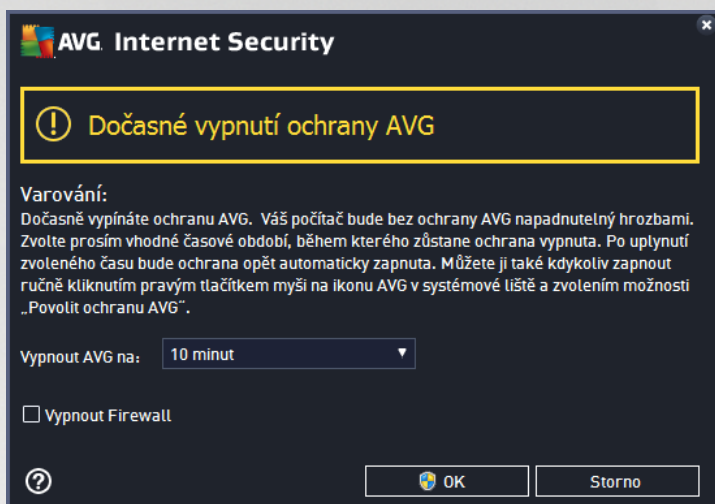 AVG. Internet Security
Dočasné vypnutí ochrany AVG
Varování:
Dočasně vypínáte ochranu AVG. Váš počítač bude bez ochrany AVG napadnutelný hrozbami.
Zvolte prosím vhodné časové období, během kterého zůstane ochrana vypnuta. Po uplynutí
zvoleného času bude ochrana opět automaticky zapnuta. Můžete ji také kdykoliv zapnout
ručně kliknutím pravým tlačítkem myši na ikonu AVG v systémové liště a zvolením možnosti
„Povolit ochranu AVG“.
Vypnout AVG na: 10 minut
Vypnout Firewall
OK Storno